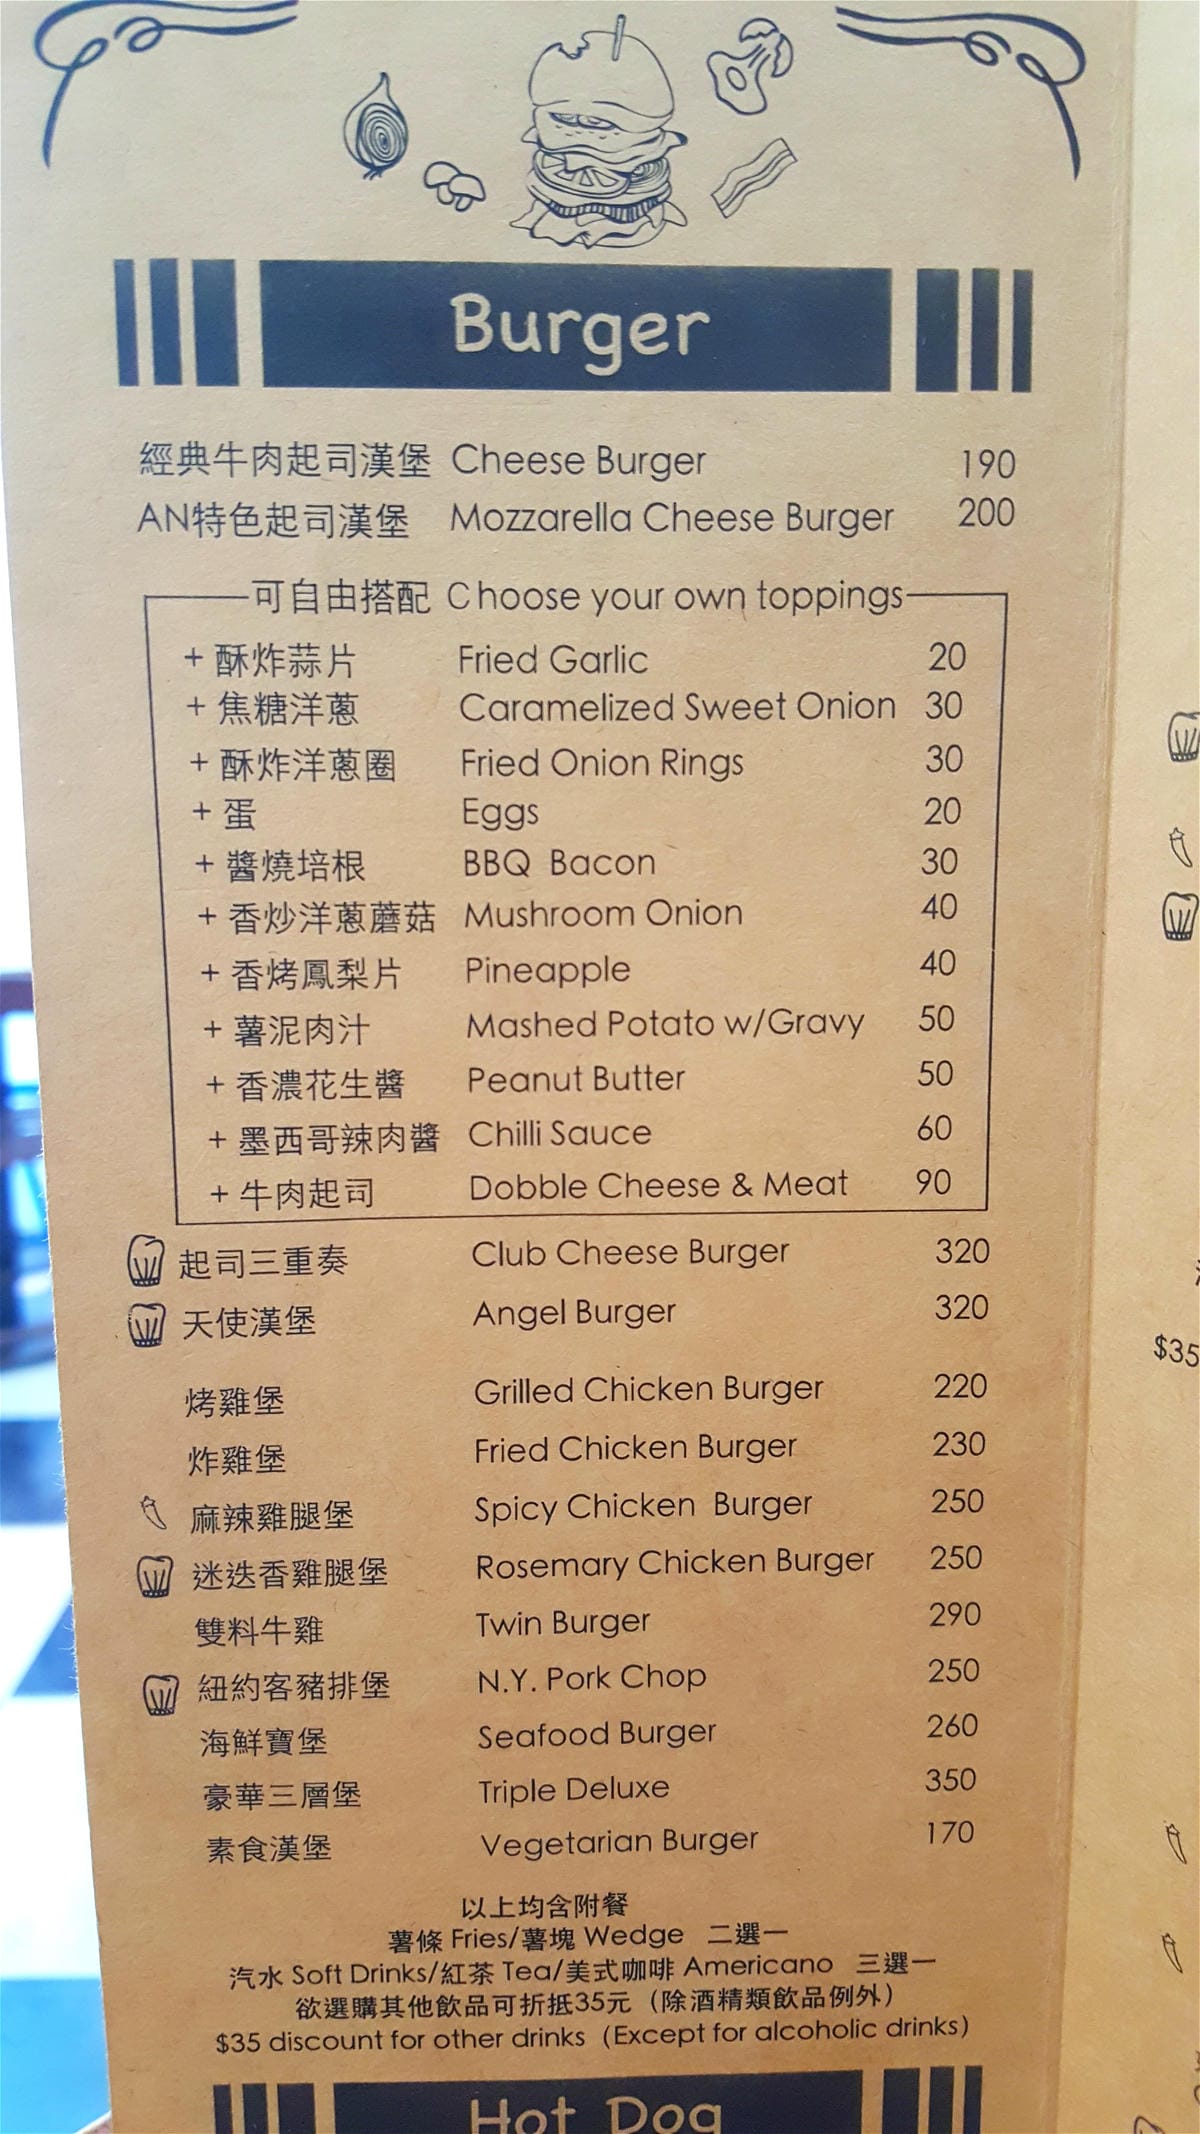 Burger
經典牛肉起司漢堡 Cheese Burger 190
AN特色起司漢堡 Mozzarella Cheese Burger 200
可自由搭配 Choose your own toppings
+ 酥炸蒜片 Fried Garlic 20
+ 焦糖洋蔥 Caramelized Sweet Onion 30
+ 酥炸洋蔥圈 Fried Onion Rings 30
+ 蛋 Eggs 20
+ 醬燒培根 BBQ Bacon 30
+ 香炒洋蔥蘑菇 Mushroom Onion 40
+ 香烤鳳梨片 Pineapple 40
+ 薯泥肉汁 Mashed Potato w/Gravy 50
+ 香濃花生醬 Peanut Butter 50
+ 墨西哥辣肉醬 Chilli Sauce 60
+ 牛肉起司 Dobble Cheese & Meat 90
起司三重奏 Club Cheese Burger 320
天使漢堡 Angel Burger 320
$35
烤雞堡 Grilled Chicken Burger 220
炸雞堡 Fried Chicken Burger 230
麻辣雞腿堡 Spicy Chicken Burger 250
迷迭香雞腿堡 Rosemary Chicken Burger 250
雙料牛雞 Twin Burger 290
紐約客豬排堡 N.Y. Pork Chop 250
海鮮寶堡 Seafood Burger 260
豪華三層堡 Triple Deluxe 350
素食漢堡 Vegetarian Burger 170
以上均含附餐
薯條 Fries/薯塊 Wedge 二選一
汽水 Soft Drinks/紅茶 Tea/美式咖啡 Americano 三選一
欲選購其他飲品可折抵35元（除酒精類飲品例外）
$35 discount for other drinks (Except for alcoholic drinks)
Hot Dog